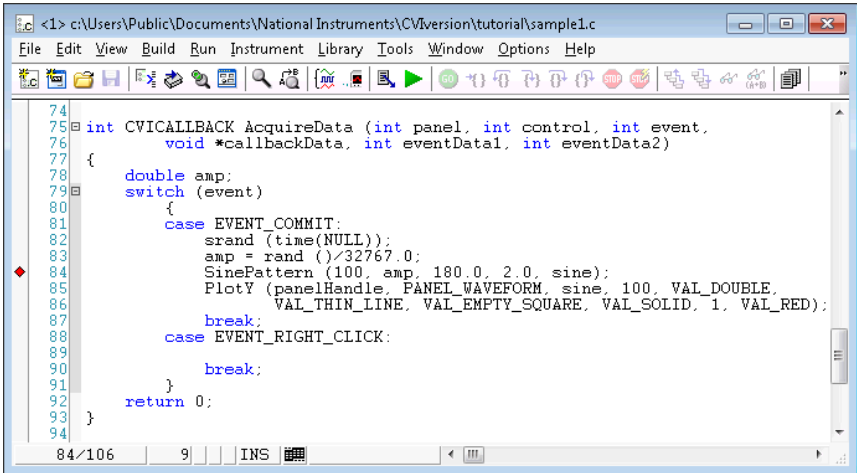 <1> c:\Users\Public\Documents\National Instruments\CVIversion\tutorial\sample1.c
File Edit View Build Run Instrument Library Tools Window Options Help
74
75 int CVICALLBACK AcquireData (int panel, int control, int event,
76 void *callbackData, int eventData1, int eventData2)
77 {
78 double amp;
79 switch (event)
80 {
81 case EVENT_COMMIT:
82 srand (time(NULL));
83 amp = rand ()/32767.0;
84 SinePattern (100, amp, 180.0, 2.0, sine);
85 PlotY (panelHandle, PANEL_WAVEFORM, sine, 100, VAL_DOUBLE,
86 VAL_THIN_LINE, VAL_EMPTY_SQUARE, VAL_SOLID, 1, VAL_RED);
87 break;
88 case EVENT_RIGHT_CLICK:
89
90 break;
91 }
92 return 0;
93 }
94
84/106 9 INS